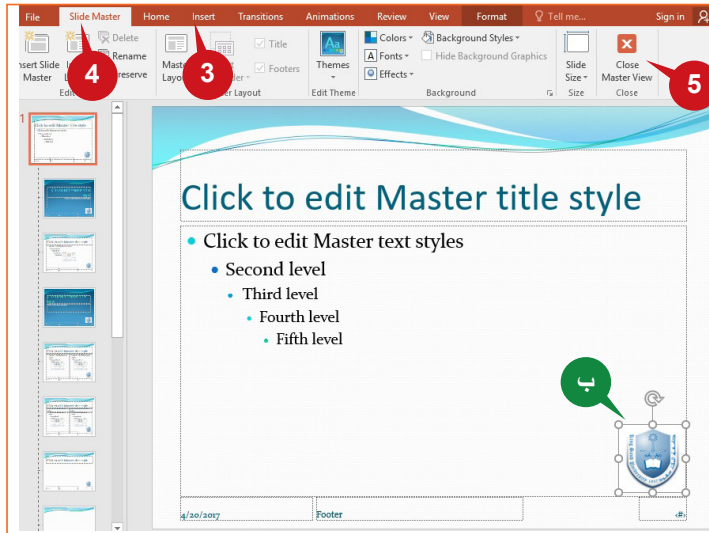 File Slide Master Home Insert Transitions Animations Review View Format Tell me... Sign in
Delete
Rename
Title
Footers
Themes
Colors
Fonts
Effects
Background Styles
Hide Background Graphics
Slide Size
Close Master View
nsert Slide Master
Layout
Edit Theme
Background
Size
Close
4
3
5
1
Click to edit Master title style
• Click to edit Master text styles
• Second level
• Third level
• Fourth level
• Fifth level
ب
4/20/2017 Footer ‹#›